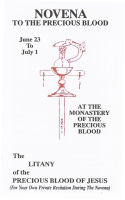 NOVENA
TO THE PRECIOUS BLOOD
June 23
To
July 1
AT THE
MONASTERY
OF THE
PRECIOUS
BLOOD
The
LITANY
of the
PRECIOUS BLOOD OF JESUS
(For Your Own Private Recitation During The Novena)